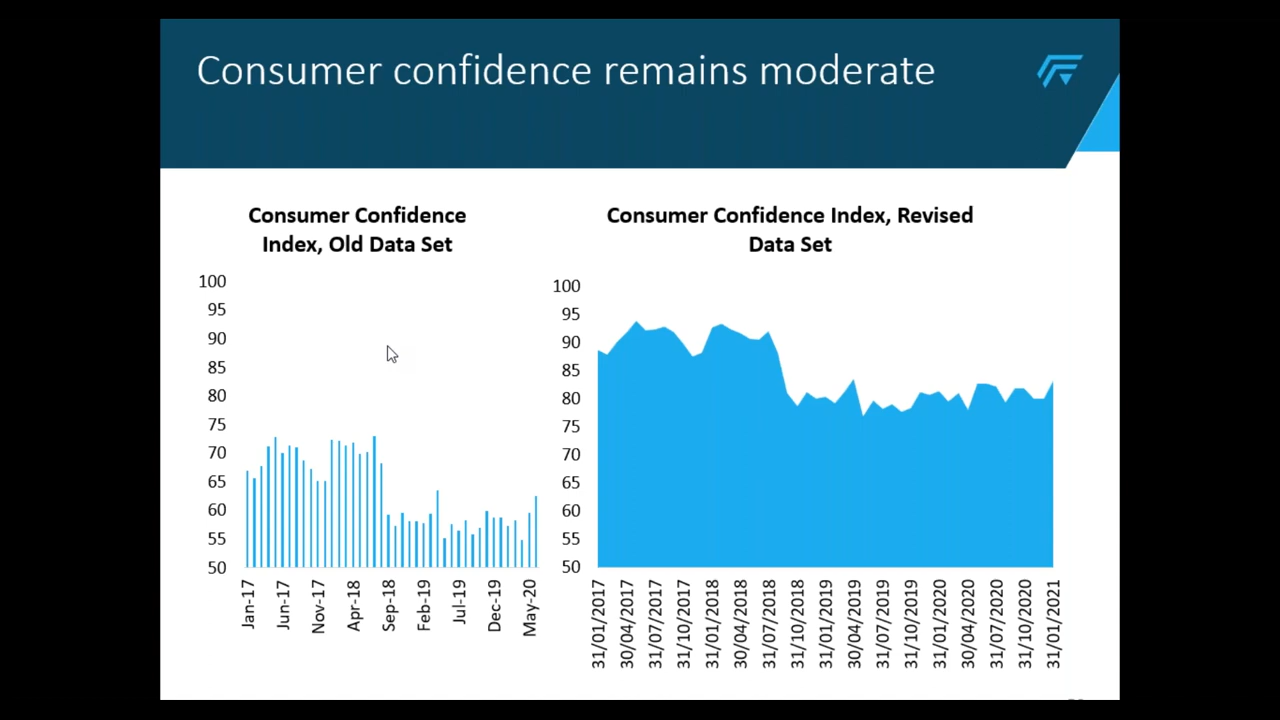 Consumer confidence remains moderate
Consumer Confidence
Index, Old Data Set
100
95
90
85
80
75
70
65
60
55
50
Jan-17
Jun-17
Nov-17
Apr-18
Sep-18
Feb-19
Jul-19
Dec-19
May-20
Consumer Confidence Index, Revised
Data Set
100
95
90
85
80
75
70
65
60
55
50
31/01/2017
30/04/2017
31/07/2017
31/10/2017
31/01/2018
30/04/2018
31/07/2018
31/10/2018
31/01/2019
30/04/2019
31/07/2019
31/10/2019
31/01/2020
30/04/2020
31/07/2020
31/10/2020
31/01/2021